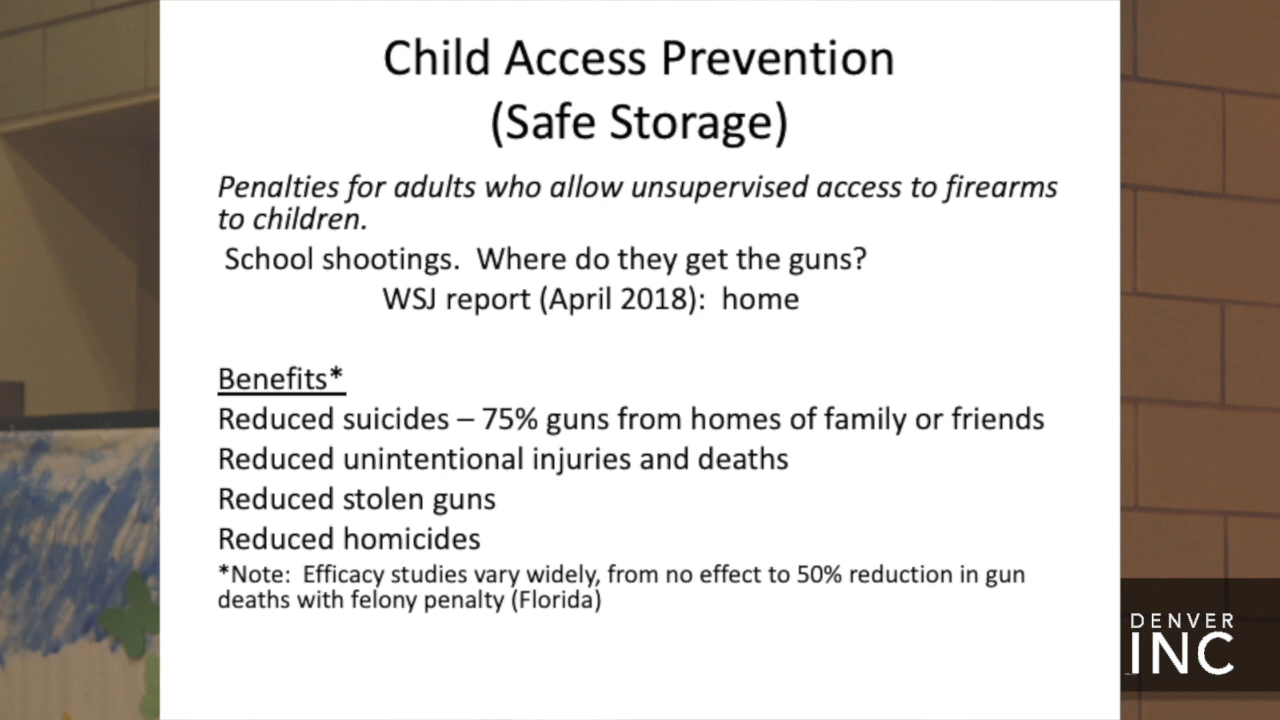 Child Access Prevention
(Safe Storage)
Penalties for adults who allow unsupervised access to firearms
to children.
School shootings. Where do they get the guns?
WSJ report (April 2018): home
Benefits*
Reduced suicides – 75% guns from homes of family or friends
Reduced unintentional injuries and deaths
Reduced stolen guns
Reduced homicides
*Note: Efficacy studies vary widely, from no effect to 50% reduction in gun
deaths with felony penalty (Florida)
DENVER
INC